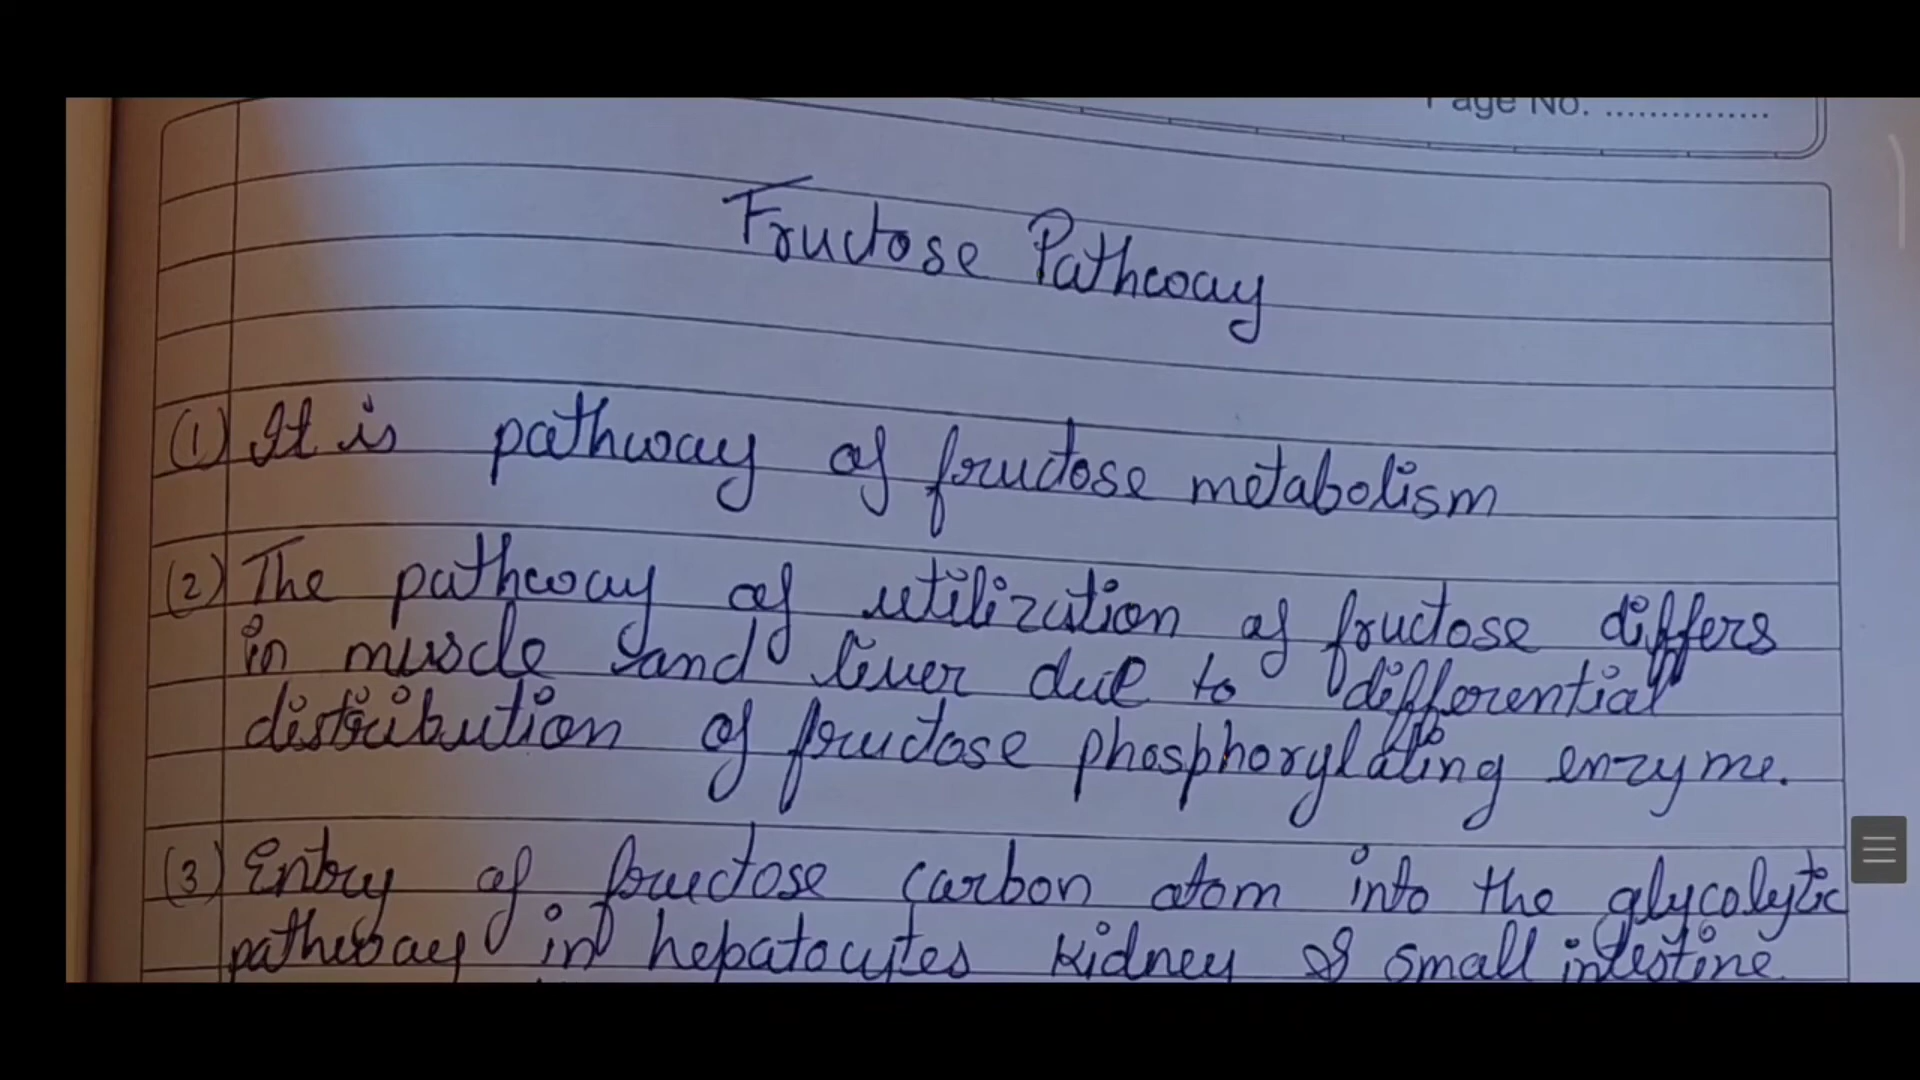 Page No. ...............
Fructose Pathway
(1) It is pathway of fructose metabolism
(2) The pathway of utilization of fructose differs
in muscle and liver due to differential
distribution of fructose phosphorylating enzyme.
(3) Entry of fructose carbon atom into the glycolytic
pathway in hepatocytes kidney & small intestine